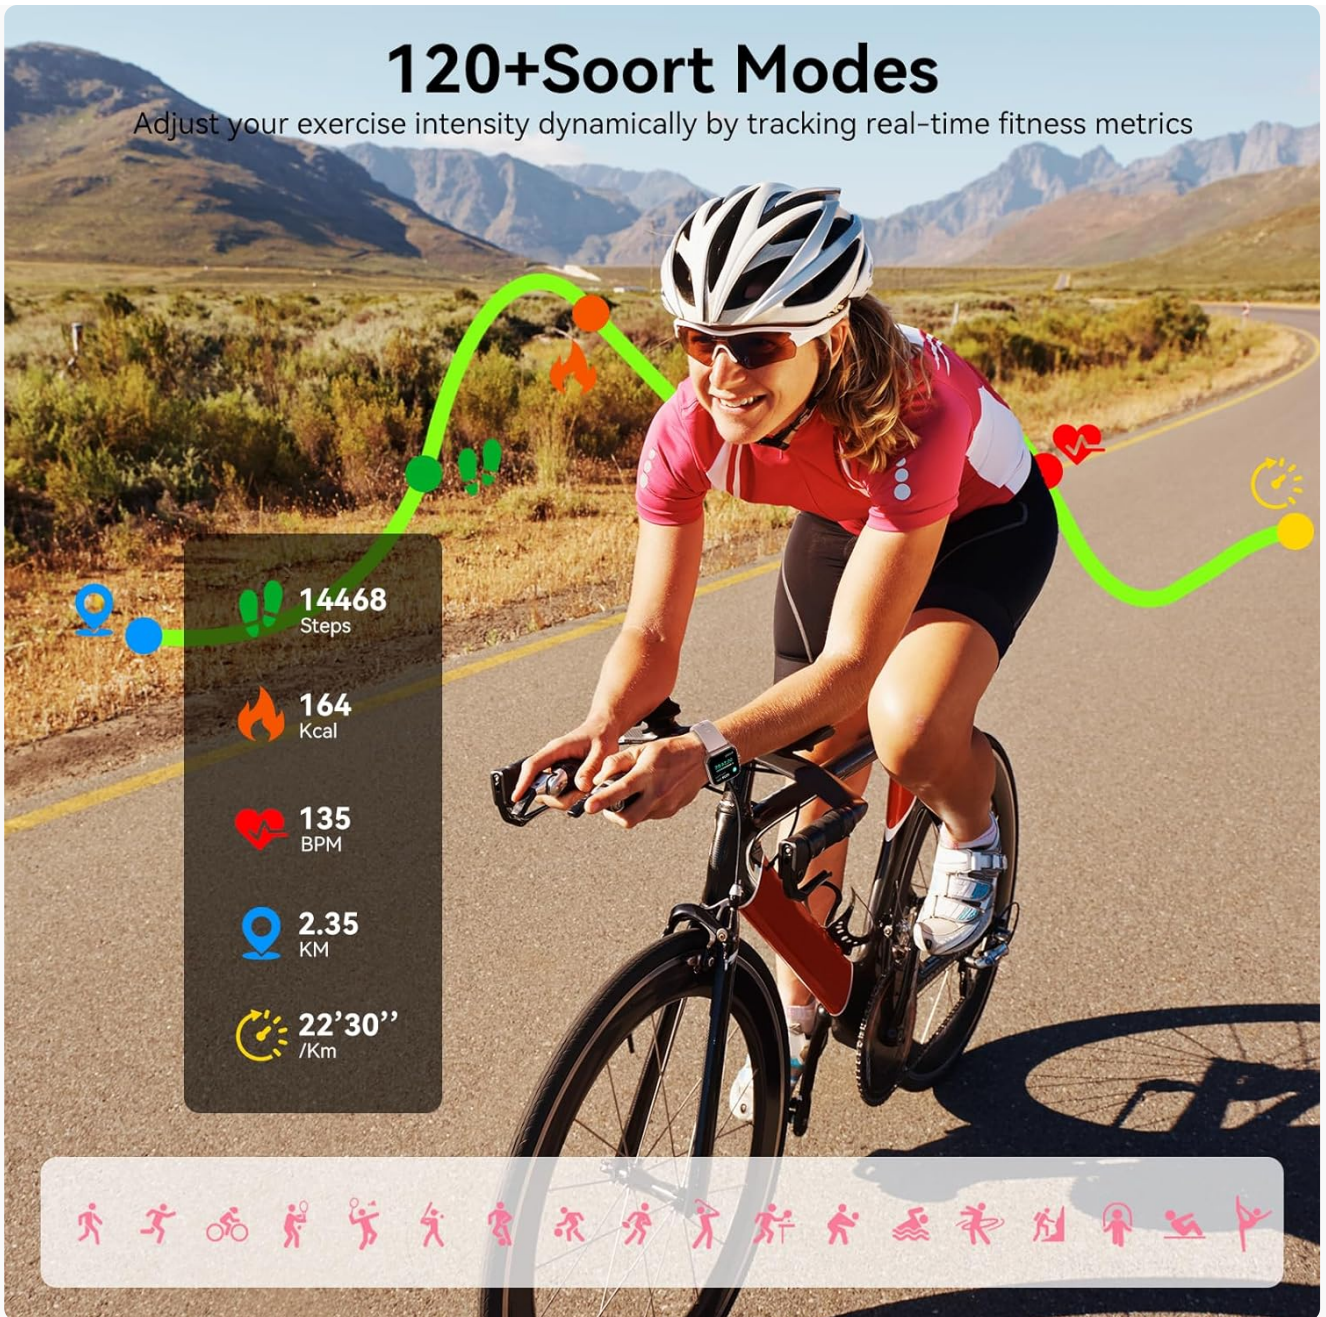 120+Soort Modes
Adjust your exercise intensity dynamically by tracking real-time fitness metrics
14468
Steps
164
Kcal
135
BPM
2.35
KM
22’30’’
/Km